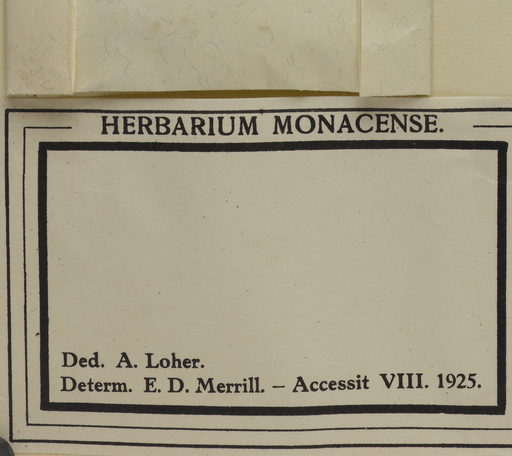 HERBARIUM MONACENSE.
Ded. A. Loher.
Determ. E. D. Merrill. – Accessit VIII. 1925.